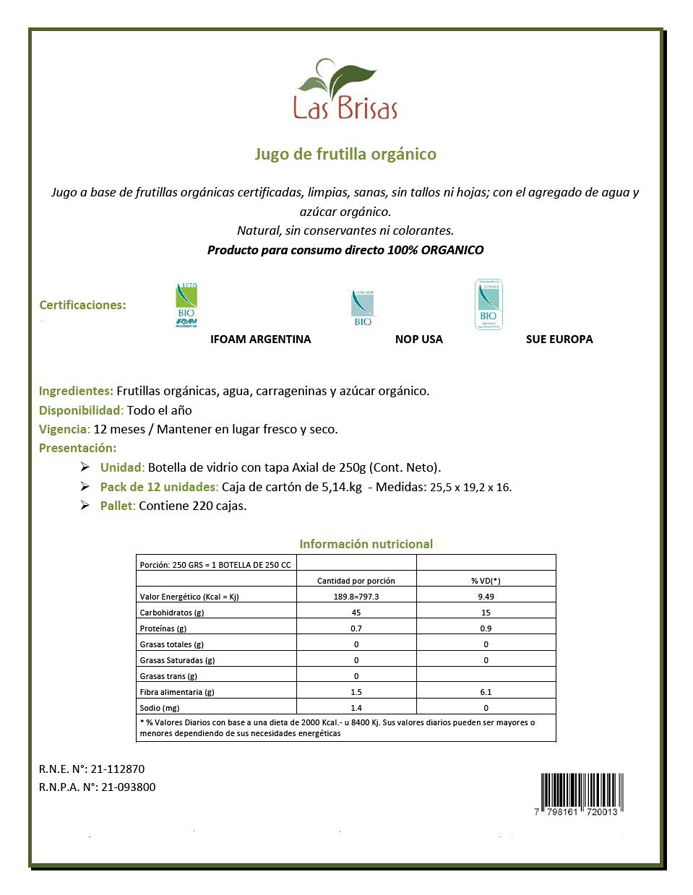 Las Brisas
Jugo de frutilla orgánico
Jugo a base de frutillas orgánicas certificadas, limpias, sanas, sin tallos ni hojas; con el agregado de agua y
azúcar orgánico.
Natural, sin conservantes ni colorantes.
Producto para consumo directo 100% ORGANICO
Certificaciones:
LETIS
BIO
IFOAM
BIO
BIO
IFOAM ARGENTINA NOP USA SUE EUROPA
Ingredientes: Frutillas orgánicas, agua, carrageninas y azúcar orgánico.
Disponibilidad: Todo el año
Vigencia: 12 meses / Mantener en lugar fresco y seco.
Presentación:
Unidad: Botella de vidrio con tapa Axial de 250g (Cont. Neto).
Pack de 12 unidades: Caja de cartón de 5,14.kg - Medidas: 25,5 x 19,2 x 16.
Pallet: Contiene 220 cajas.
Información nutricional
Porción: 250 GRS = 1 BOTELLA DE 250 CC
Cantidad por porción % VD(*)
Valor Energético (Kcal = Kj) 189.8=797.3 9.49
Carbohidratos (g) 45 15
Proteínas (g) 0.7 0.9
Grasas totales (g) 0 0
Grasas Saturadas (g) 0 0
Grasas trans (g) 0
Fibra alimentaria (g) 1.5 6.1
Sodio (mg) 1.4 0
* % Valores Diarios con base a una dieta de 2000 Kcal.- u 8400 Kj. Sus valores diarios pueden ser mayores o
menores dependiendo de sus necesidades energéticas
R.N.E. N°: 21-112870
R.N.P.A. N°: 21-093800
7 798161 720013